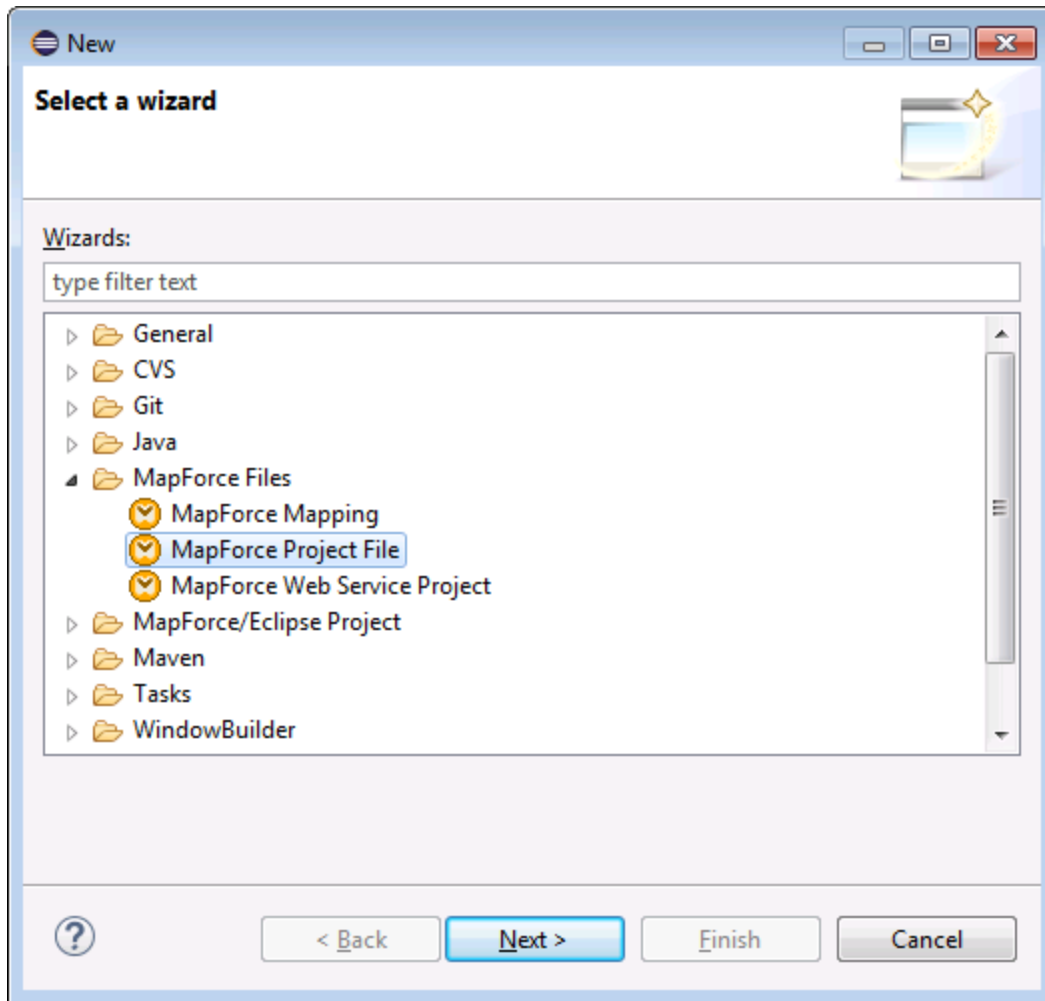 New
Select a wizard
Wizards:
type filter text
General
CVS
Git
Java
MapForce Files
MapForce Mapping
MapForce Project File
MapForce Web Service Project
MapForce/Eclipse Project
Maven
Tasks
WindowBuilder
? < Back Next > Finish Cancel